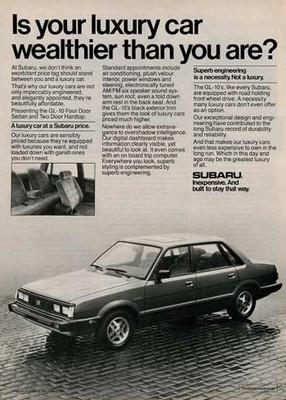 Is your luxury car
wealthier than you are?
At Subaru, we don't think an
exorbitant price tag should stand
between you and a luxury car.
That's why our luxury cars are not
only impeccably engineered,
and elegantly appointed, they're
beautifully affordable.
Presenting the GL-10 Four Door
Sedan and Two Door Hardtop.
A luxury car at a Subaru price.
Our luxury cars are sensibly
priced because they're equipped
with luxuries you want, and not
loaded down with garish ones
you don't need.
Standard appointments include
air conditioning, plush velour
interior, power windows and
steering, electronically tuned
AM/FM six speaker sound sys-
tem, sun roof, even a fold down
arm rest in the back seat. And
the GL-10's black exterior trim
gives them the look of luxury cars
priced much higher.
Nowhere do we allow extrava-
gance to overshadow intelligence.
Our digital dashboard makes
information clearly visible, yet
beautiful to look at. It even comes
with an on board trip computer.
Everywhere you look, superb
styling is complemented by
superb engineering.
Superb engineering
is a necessity. Not a luxury.
The GL-10's, like every Subaru,
are equipped with road holding
front wheel drive. A necessity
many luxury cars don't even offer
as an option.
Our exceptional design and engi-
neering have contributed to the
long Subaru record of durability
and reliability.
And that makes our luxury cars
even less expensive to own in the
long run. Which in this day and
age may be the greatest luxury
of all.
SUBARU.
Inexpensive. And
built to stay that way.